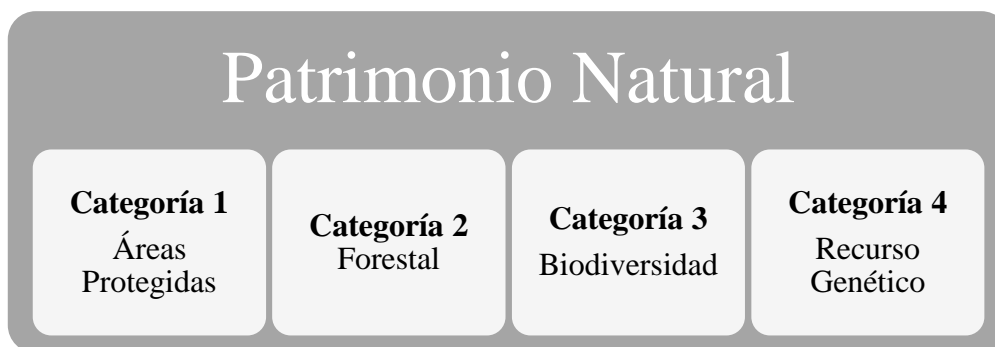 Patrimonio Natural
Categoría 1
Áreas
Protegidas
Categoría 2
Forestal
Categoría 3
Biodiversidad
Categoría 4
Recurso
Genético